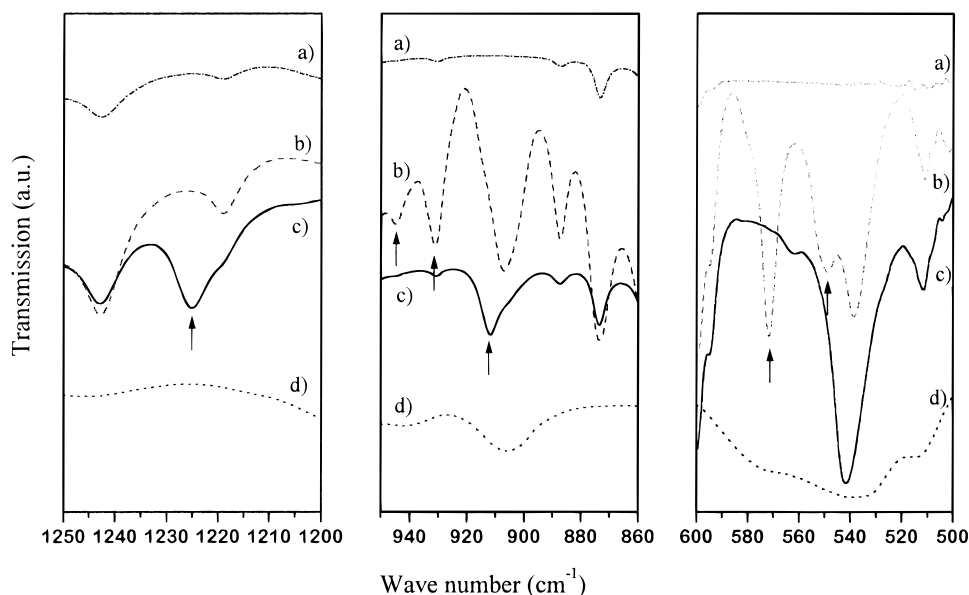 Transmission (a.u.)
a)
b)
c)
d)
1250 1240 1230 1220 1210 1200
a)
b)
c)
d)
940 920 900 880 860
a)
b)
c)
d)
600 580 560 540 520 500
Wave number (cm⁻¹)